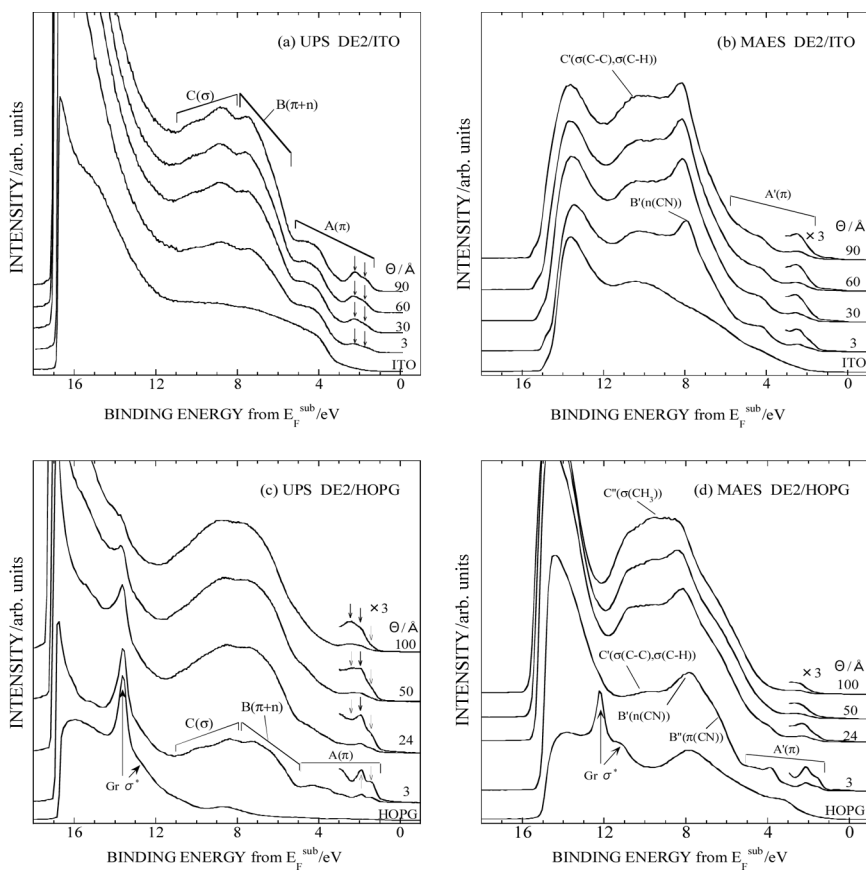 (a) UPS DE2/ITO
C(σ)
B(π+n)
A(π)
Θ/Å
90
60
30
3
ITO
INTENSITY/arb. units
16 12 8 4 0
BINDING ENERGY from E_F^sub/eV
(b) MAES DE2/ITO
C'(σ(C-C),σ(C-H))
B'(n(CN))
A'(π)
×3
Θ/Å
90
60
30
3
ITO
INTENSITY/arb. units
16 12 8 4 0
BINDING ENERGY from E_F^sub/eV
(c) UPS DE2/HOPG
×3
Θ/Å
100
50
24
C(σ)
B(π+n)
A(π)
3
Gr σ*
HOPG
INTENSITY/arb. units
16 12 8 4 0
BINDING ENERGY from E_F^sub/eV
(d) MAES DE2/HOPG
C''(σ(CH₃))
×3
Θ/Å
100
50
24
C'(σ(C-C),σ(C-H))
B'(n(CN))
B''(π(CN))
A'(π)
3
Gr σ*
HOPG
INTENSITY/arb. units
16 12 8 4 0
BINDING ENERGY from E_F^sub/eV